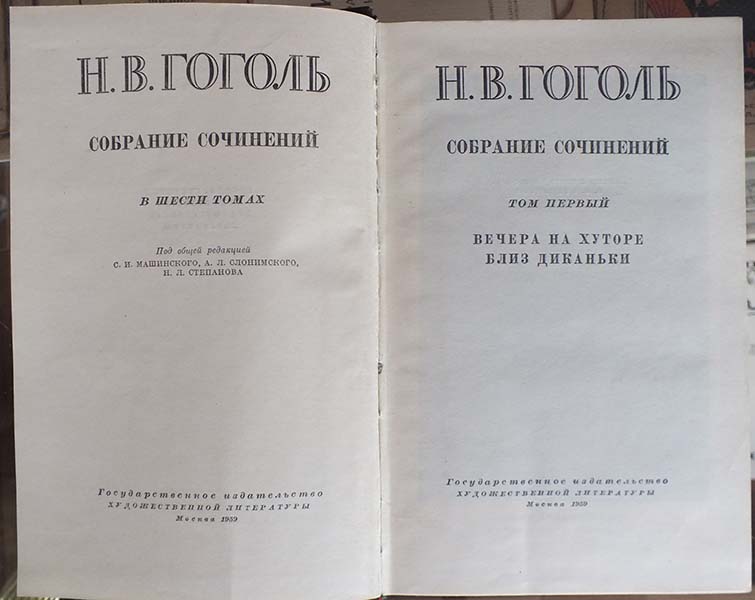 Н. В. ГОГОЛЬ
СОБРАНИЕ СОЧИНЕНИЙ
В ШЕСТИ ТОМАХ
Под общей редакцией
С. И. МАШИНСКОГО, А. Л. СЛОНИМСКОГО,
Н. Л. СТЕПАНОВА
Государственное издательство
ХУДОЖЕСТВЕННОЙ ЛИТЕРАТУРЫ
Москва 1959
Н. В. ГОГОЛЬ
СОБРАНИЕ СОЧИНЕНИЙ
ТОМ ПЕРВЫЙ
ВЕЧЕРА НА ХУТОРЕ
БЛИЗ ДИКАНЬКИ
Государственное издательство
ХУДОЖЕСТВЕННОЙ ЛИТЕРАТУРЫ
Москва 1959